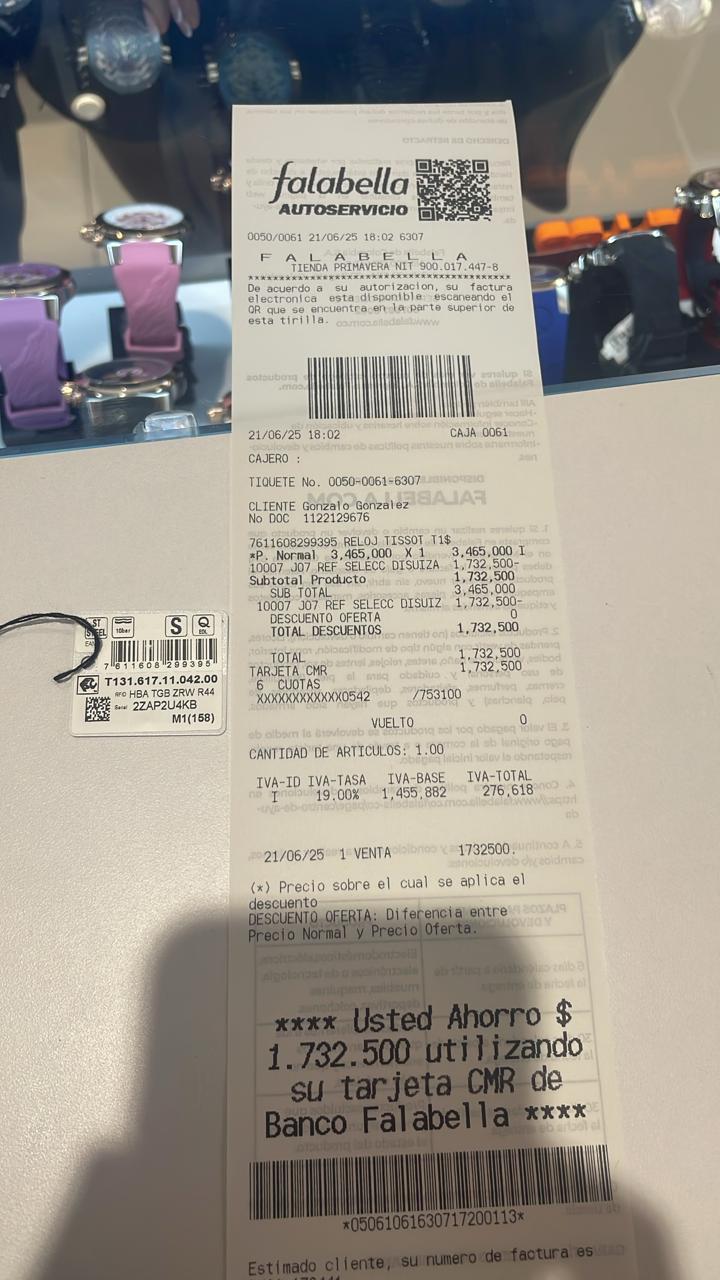 falabella
AUTOSERVICIO
0050/0061 21/06/25 18:02 6307
F A L A B E L L A
TIENDA PRIMAVERA NIT 900.017.447-8
****************************************
De acuerdo a su autorizacion, su factura
electronica esta disponible escaneando el
QR que se encuentra en la parte superior de
esta tirilla.
21/06/25 18:02 CAJA 0061
CAJERO :
TIQUETE No. 0050-0061-6307
CLIENTE Gonzalo Gonzalez
No DOC 1122129676
7611608299395 RELOJ TISSOT T1$
*P. Normal 3,465,000 X 1 3,465,000 I
10007 J07 REF SELECC DISUIZA 1,732,500-
Subtotal Producto 1,732,500
SUB TOTAL 3,465,000
10007 J07 REF SELECC DISUIZ 1,732,500-
DESCUENTO OFERTA 0
TOTAL DESCUENTOS 1,732,500
TOTAL 1,732,500
TARJETA CMR 1,732,500
6 CUOTAS
XXXXXXXXXXXX0542 /753100
VUELTO 0
CANTIDAD DE ARTICULOS: 1.00
IVA-ID IVA-TASA IVA-BASE IVA-TOTAL
I 19.00% 1,455,882 276,618
21/06/25 1 VENTA 1732500.
(*) Precio sobre el cual se aplica el
descuento
DESCUENTO OFERTA: Diferencia entre
Precio Normal y Precio Oferta.
**** Usted Ahorro $
1.732.500 utilizando
su tarjeta CMR de
Banco Falabella ****
*05061061630717200113*
Estimado cliente, su numero de factura es
ST
STEEL
10bar
S
Q
EOL
EAN
7 611608 299395
T131.617.11.042.00
RFID HBA TGB ZRW R44
Serial 2ZAP2U4KB
M1(158)